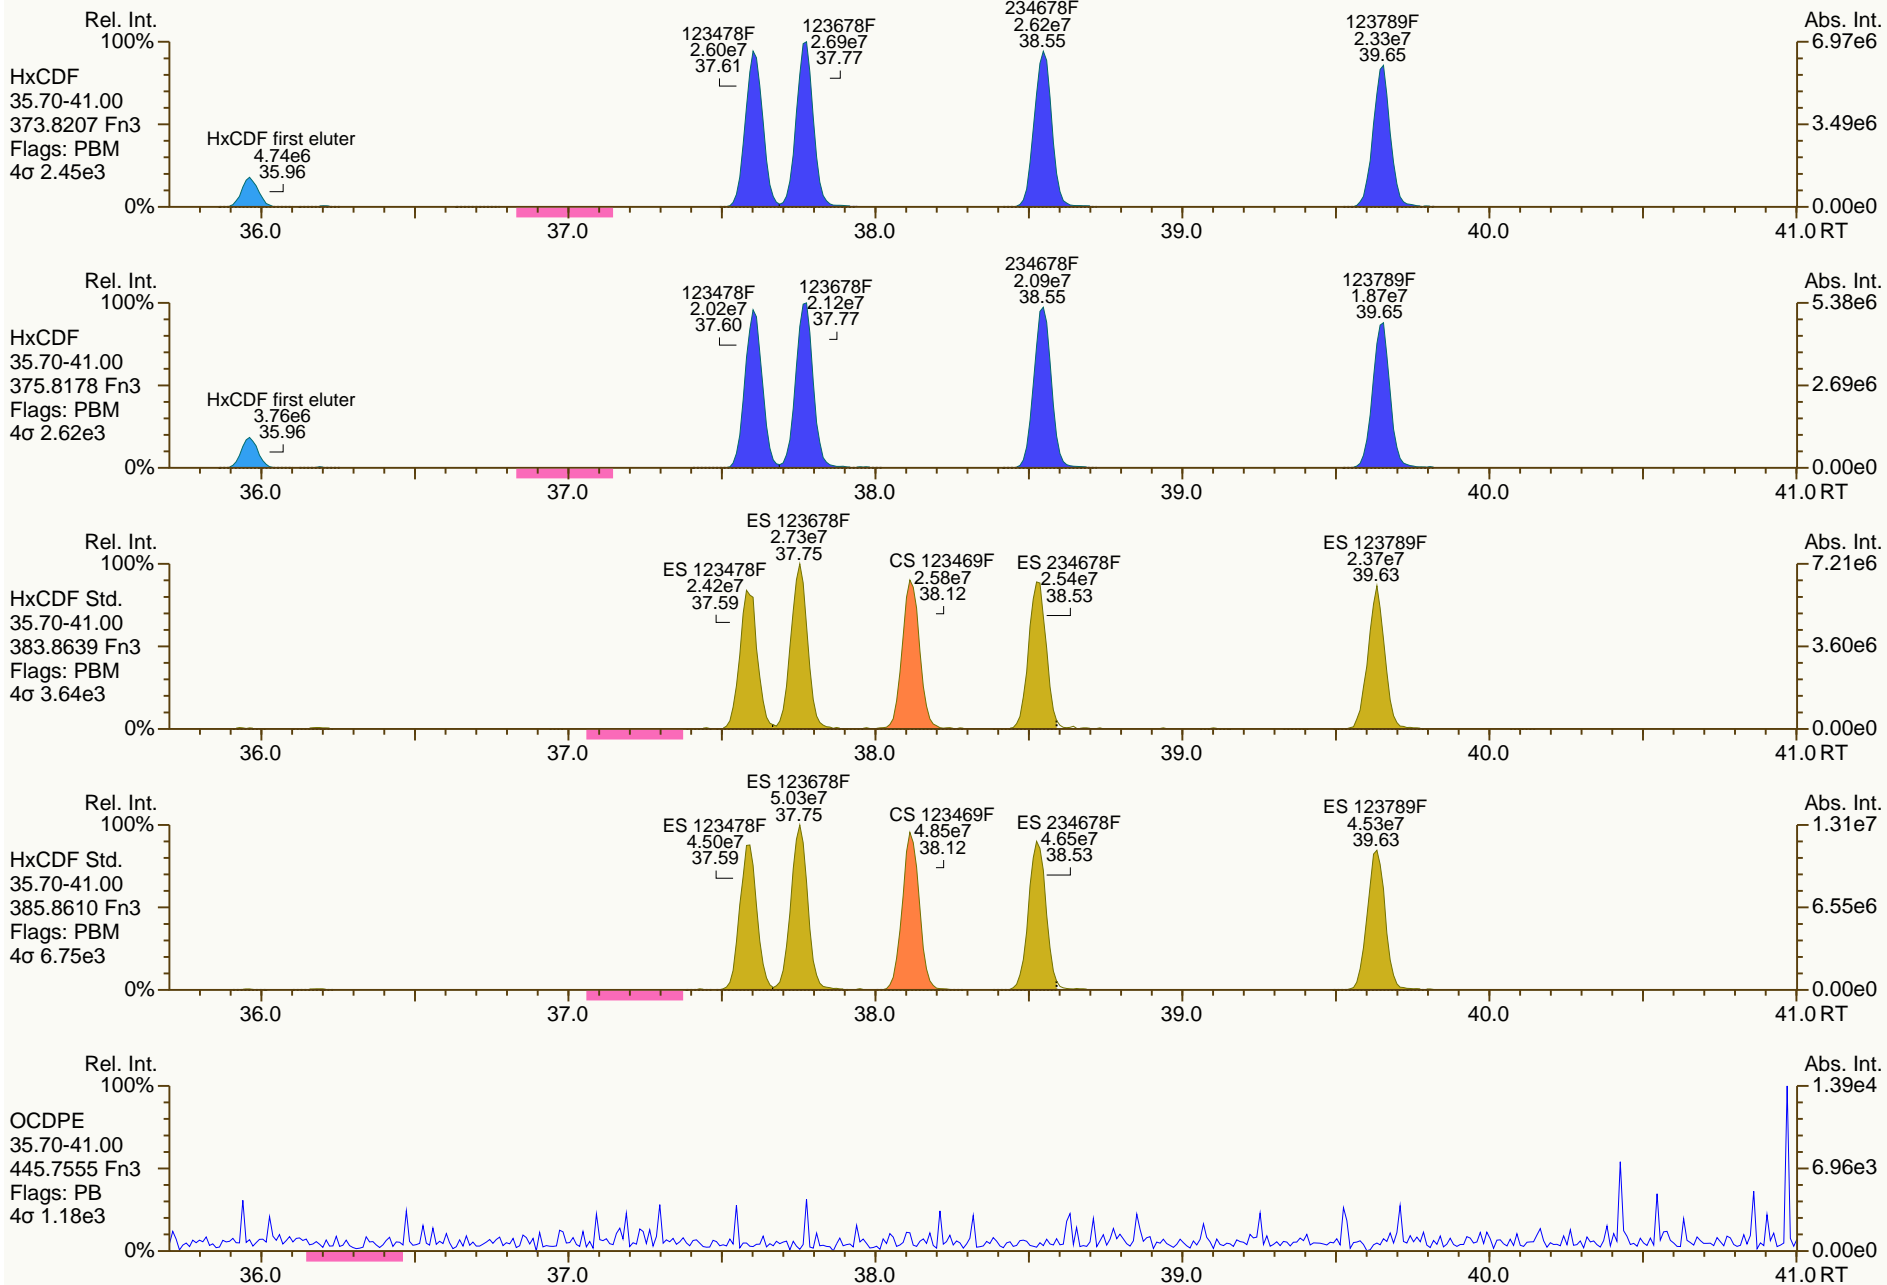 Rel. Int.
Abs. Int.
HxCDF
35.70-41.00
373.8207 Fn3
Flags: PBM
4σ 2.45e3
100%
0%
HxCDF first eluter
4.74e6
35.96
123478F
2.60e7
37.61
123678F
2.69e7
37.77
234678F
2.62e7
38.55
123789F
2.33e7
39.65
6.97e6
3.49e6
0.00e0
36.0 37.0 38.0 39.0 40.0 41.0 RT
Rel. Int.
Abs. Int.
HxCDF
35.70-41.00
375.8178 Fn3
Flags: PBM
4σ 2.62e3
100%
0%
HxCDF first eluter
3.76e6
35.96
123478F
2.02e7
37.60
123678F
2.12e7
37.77
234678F
2.09e7
38.55
123789F
1.87e7
39.65
5.38e6
2.69e6
0.00e0
36.0 37.0 38.0 39.0 40.0 41.0 RT
Rel. Int.
Abs. Int.
HxCDF Std.
35.70-41.00
383.8639 Fn3
Flags: PBM
4σ 3.64e3
100%
0%
ES 123478F
2.42e7
37.59
ES 123678F
2.73e7
37.75
CS 123469F
2.58e7
38.12
ES 234678F
2.54e7
38.53
ES 123789F
2.37e7
39.63
7.21e6
3.60e6
0.00e0
36.0 37.0 38.0 39.0 40.0 41.0 RT
Rel. Int.
Abs. Int.
HxCDF Std.
35.70-41.00
385.8610 Fn3
Flags: PBM
4σ 6.75e3
100%
0%
ES 123478F
4.50e7
37.59
ES 123678F
5.03e7
37.75
CS 123469F
4.85e7
38.12
ES 234678F
4.65e7
38.53
ES 123789F
4.53e7
39.63
1.31e7
6.55e6
0.00e0
36.0 37.0 38.0 39.0 40.0 41.0 RT
Rel. Int.
Abs. Int.
OCDPE
35.70-41.00
445.7555 Fn3
Flags: PB
4σ 1.18e3
100%
0%
1.39e4
6.96e3
0.00e0
36.0 37.0 38.0 39.0 40.0 41.0 RT